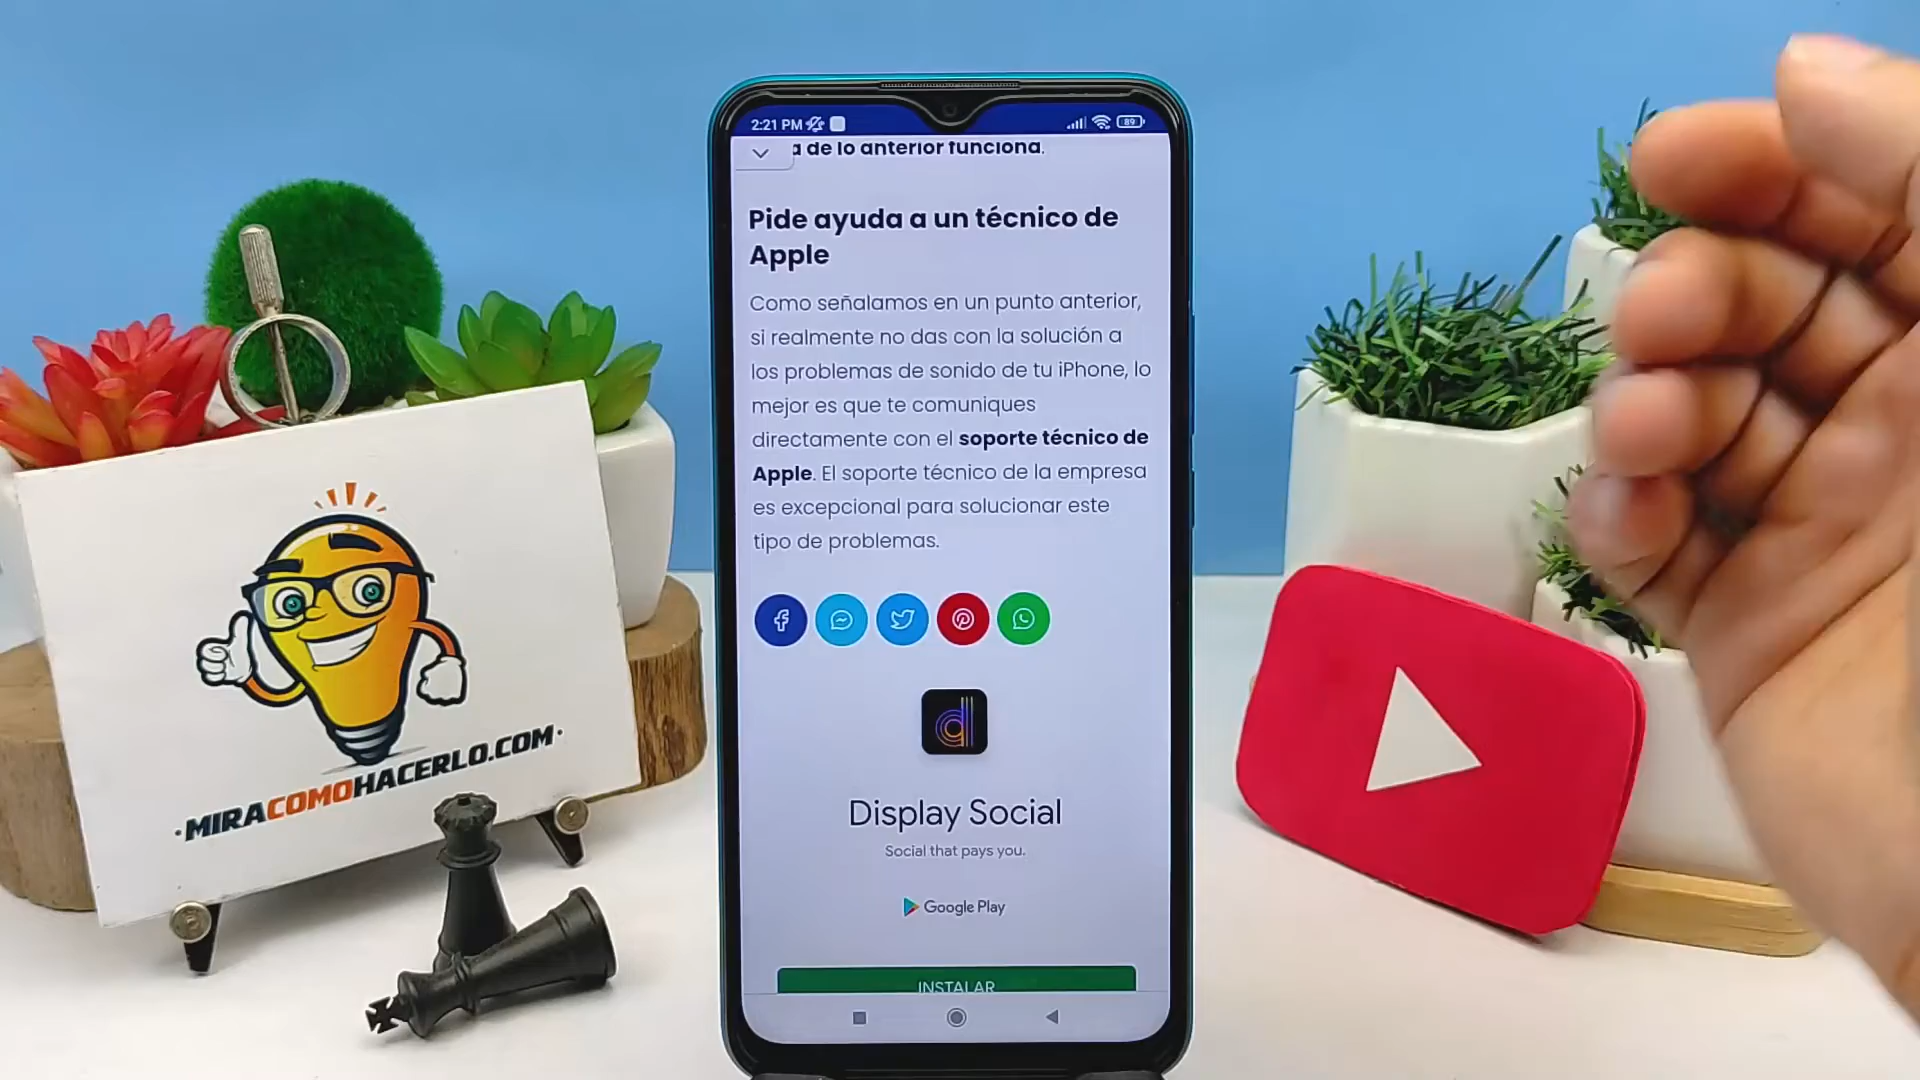 2:21 PM
89
a de lo anterior funciona.
Pide ayuda a un técnico de
Apple
Como señalamos en un punto anterior,
si realmente no das con la solución a
los problemas de sonido de tu iPhone, lo
mejor es que te comuniques
directamente con el soporte técnico de
Apple. El soporte técnico de la empresa
es excepcional para solucionar este
tipo de problemas.
Display Social
Social that pays you.
Google Play
INSTALAR
·MIRACOMOHACERLO.COM·